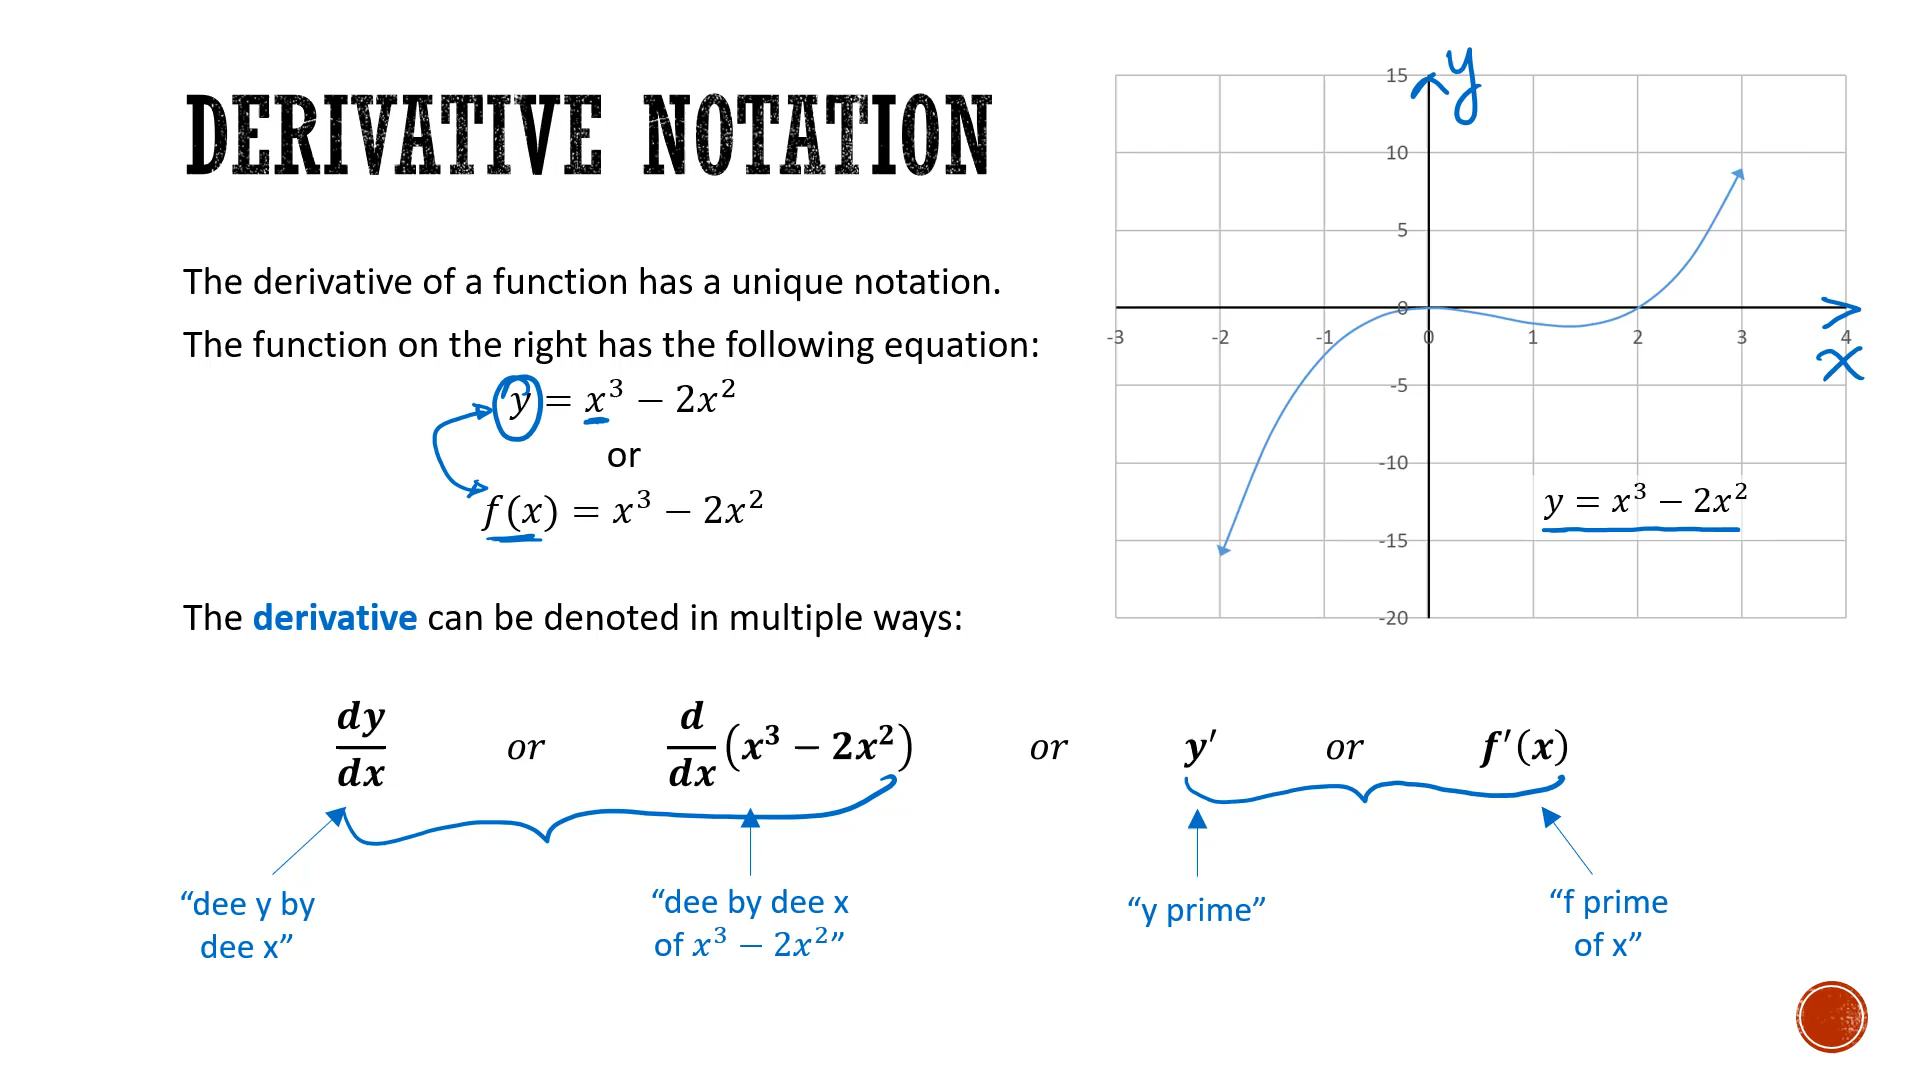 DERIVATIVE NOTATION
The derivative of a function has a unique notation.
The function on the right has the following equation:
y = x³ − 2x²
or
f(x) = x³ − 2x²
y
15
10
5
0
-3 -2 -1 0 1 2 3 4
x
-5
-10
y = x³ − 2x²
-15
-20
The derivative can be denoted in multiple ways:
dy/dx or d/dx (x³ − 2x²) or y′ or f′(x)
“dee y by
dee x”
“dee by dee x
of x³ − 2x²”
“y prime”
“f prime
of x”